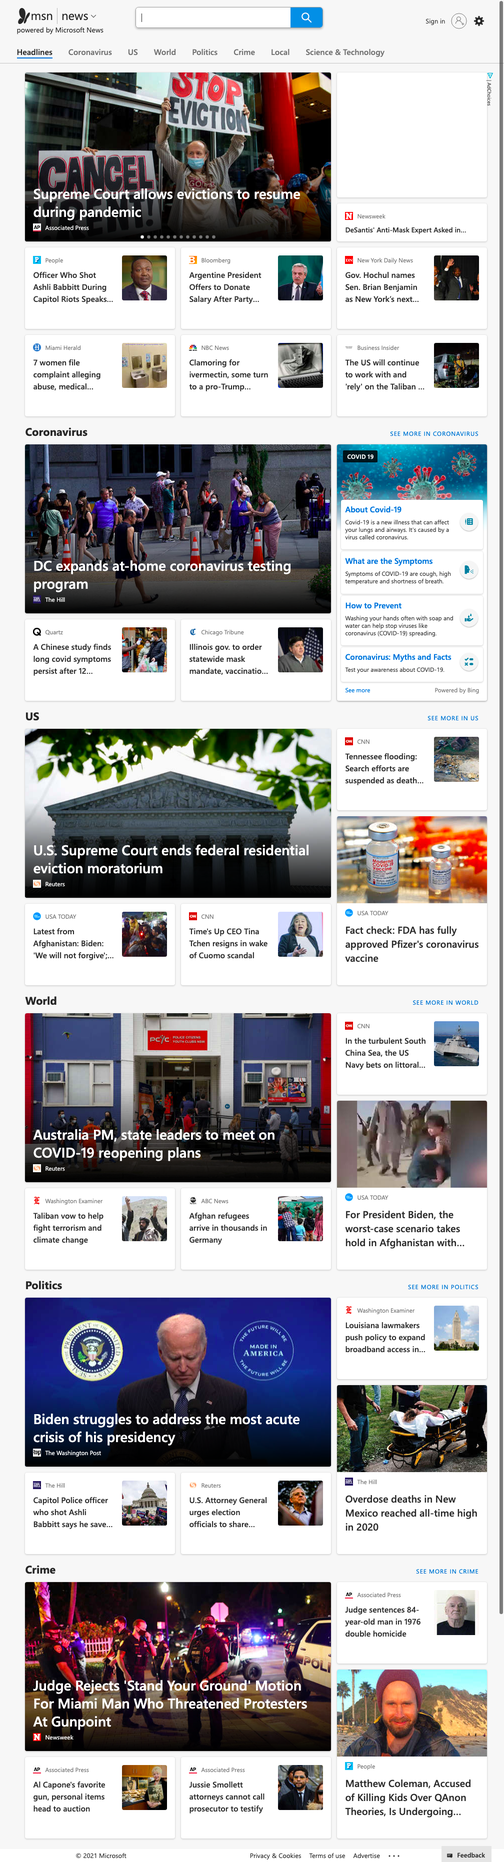 msn | news
powered by Microsoft News
Sign in
Headlines
Coronavirus
US
World
Politics
Crime
Local
Science & Technology
STOP
EVICTION
CANCEL
Supreme Court allows evictions to resume
during pandemic
Associated Press
AdChoices
Newsweek
DeSantis' Anti-Mask Expert Asked in...
People
Officer Who Shot
Ashli Babbitt During
Capitol Riots Speaks...
Bloomberg
Argentine President
Offers to Donate
Salary After Party...
New York Daily News
Gov. Hochul names
Sen. Brian Benjamin
as New York's next...
Miami Herald
7 women file
complaint alleging
abuse, medical...
NBC News
Clamoring for
ivermectin, some turn
to a pro-Trump...
Business Insider
The US will continue
to work with and
'rely' on the Taliban ...
Coronavirus
SEE MORE IN CORONAVIRUS
DC expands at-home coronavirus testing
program
The Hill
COVID 19
About Covid-19
Covid-19 is a new illness that can affect
your lungs and airways. It's caused by a
virus called coronavirus.
What are the Symptoms
Symptoms of COVID-19 are cough, high
temperature and shortness of breath.
How to Prevent
Washing your hands often with soap and
water can help stop viruses like
coronavirus (COVID-19) spreading.
Coronavirus: Myths and Facts
Test your awareness about COVID-19.
See more
Powered by Bing
Quartz
A Chinese study finds
long covid symptoms
persist after 12...
Chicago Tribune
Illinois gov. to order
statewide mask
mandate, vaccinatio...
US
SEE MORE IN US
U.S. Supreme Court ends federal residential
eviction moratorium
Reuters
CNN
Tennessee flooding:
Search efforts are
suspended as death...
USA TODAY
Fact check: FDA has fully
approved Pfizer's coronavirus
vaccine
USA TODAY
Latest from
Afghanistan: Biden:
'We will not forgive';...
CNN
Time's Up CEO Tina
Tchen resigns in wake
of Cuomo scandal
World
SEE MORE IN WORLD
PCYC
Australia PM, state leaders to meet on
COVID-19 reopening plans
Reuters
CNN
In the turbulent South
China Sea, the US
Navy bets on littoral...
USA TODAY
For President Biden, the
worst-case scenario takes
hold in Afghanistan with...
Washington Examiner
Taliban vow to help
fight terrorism and
climate change
ABC News
Afghan refugees
arrive in thousands in
Germany
Politics
SEE MORE IN POLITICS
THE FUTURE WILL BE
MADE IN
AMERICA
THE FUTURE WILL BE
Biden struggles to address the most acute
crisis of his presidency
The Washington Post
Washington Examiner
Louisiana lawmakers
push policy to expand
broadband access in...
The Hill
Overdose deaths in New
Mexico reached all-time high
in 2020
The Hill
Capitol Police officer
who shot Ashli
Babbitt says he save...
Reuters
U.S. Attorney General
urges election
officials to share...
Crime
SEE MORE IN CRIME
Judge Rejects 'Stand Your Ground' Motion
For Miami Man Who Threatened Protesters
At Gunpoint
Newsweek
Associated Press
Judge sentences 84-
year-old man in 1976
double homicide
People
Matthew Coleman, Accused
of Killing Kids Over QAnon
Theories, Is Undergoing...
Associated Press
Al Capone's favorite
gun, personal items
head to auction
Associated Press
Jussie Smollett
attorneys cannot call
prosecutor to testify
© 2021 Microsoft
Privacy & Cookies
Terms of use
Advertise
Feedback